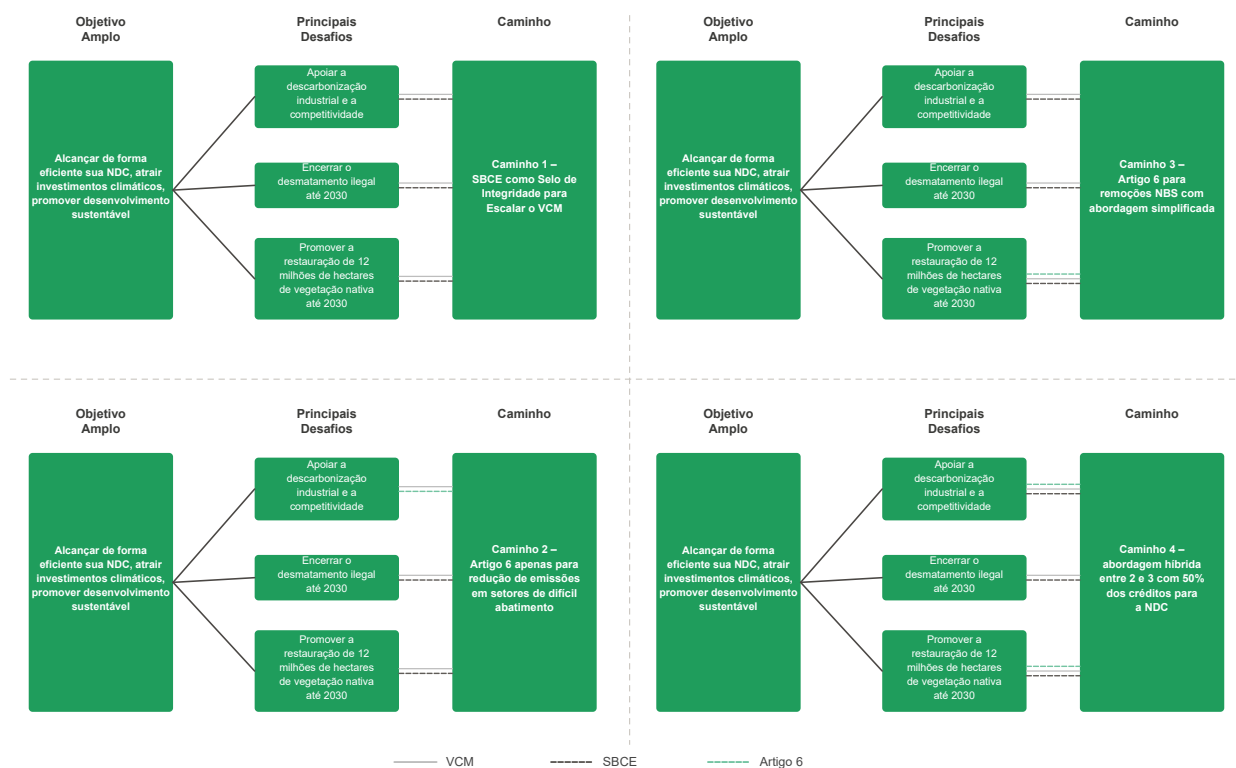 Objetivo
Amplo
Principais
Desafios
Caminho
Alcançar de forma
eficiente sua NDC, atrair
investimentos climáticos,
promover desenvolvimento
sustentável
Apoiar a
descarbonização
industrial e a
competitividade
Encerrar o
desmatamento ilegal
até 2030
Promover a
restauração de 12
milhões de hectares
de vegetação nativa
até 2030
Caminho 1 –
SBCE como Selo de
Integridade para
Escalar o VCM
Objetivo
Amplo
Principais
Desafios
Caminho
Alcançar de forma
eficiente sua NDC, atrair
investimentos climáticos,
promover desenvolvimento
sustentável
Apoiar a
descarbonização
industrial e a
competitividade
Encerrar o
desmatamento ilegal
até 2030
Promover a
restauração de 12
milhões de hectares
de vegetação nativa
até 2030
Caminho 3 –
Artigo 6 para
remoções NBS com
abordagem simplificada
Objetivo
Amplo
Principais
Desafios
Caminho
Alcançar de forma
eficiente sua NDC, atrair
investimentos climáticos,
promover desenvolvimento
sustentável
Apoiar a
descarbonização
industrial e a
competitividade
Encerrar o
desmatamento ilegal
até 2030
Promover a
restauração de 12
milhões de hectares
de vegetação nativa
até 2030
Caminho 2 –
Artigo 6 apenas para
redução de emissões
em setores de difícil
abatimento
Objetivo
Amplo
Principais
Desafios
Caminho
Alcançar de forma
eficiente sua NDC, atrair
investimentos climáticos,
promover desenvolvimento
sustentável
Apoiar a
descarbonização
industrial e a
competitividade
Encerrar o
desmatamento ilegal
até 2030
Promover a
restauração de 12
milhões de hectares
de vegetação nativa
até 2030
Caminho 4 –
abordagem híbrida
entre 2 e 3 com 50%
dos créditos para
a NDC
VCM
SBCE
Artigo 6